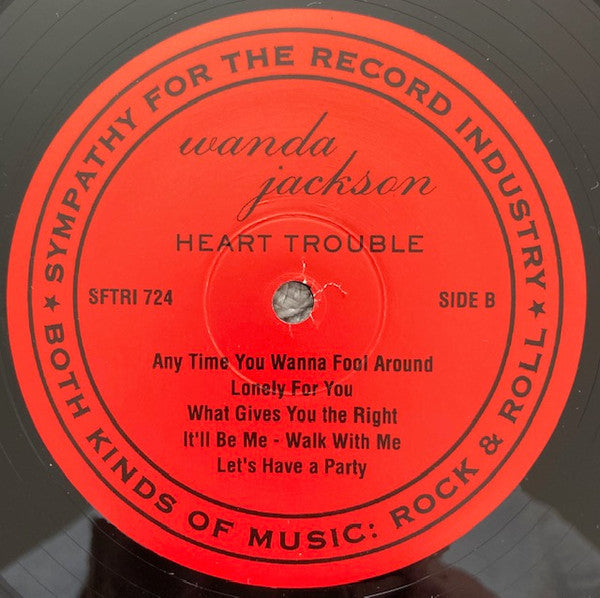 SYMPATHY FOR THE RECORD INDUSTRY
wanda
jackson
HEART TROUBLE
SFTRI 724
SIDE B
Any Time You Wanna Fool Around
Lonely For You
What Gives You the Right
It'll Be Me - Walk With Me
Let's Have a Party
BOTH KINDS OF MUSIC: ROCK & ROLL